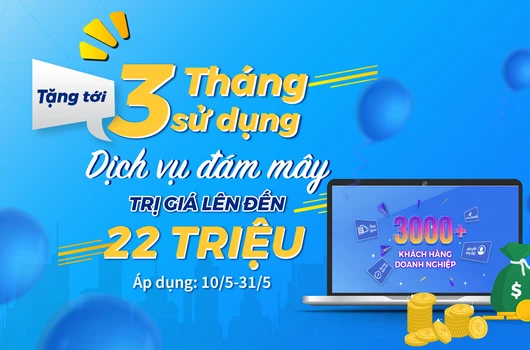 Tặng tới
3 Tháng
sử dụng
Dịch vụ đám mây
TRỊ GIÁ LÊN ĐẾN
22 TRIỆU
Áp dụng: 10/5-31/5
3000+
KHÁCH HÀNG
DOANH NGHIỆP
$